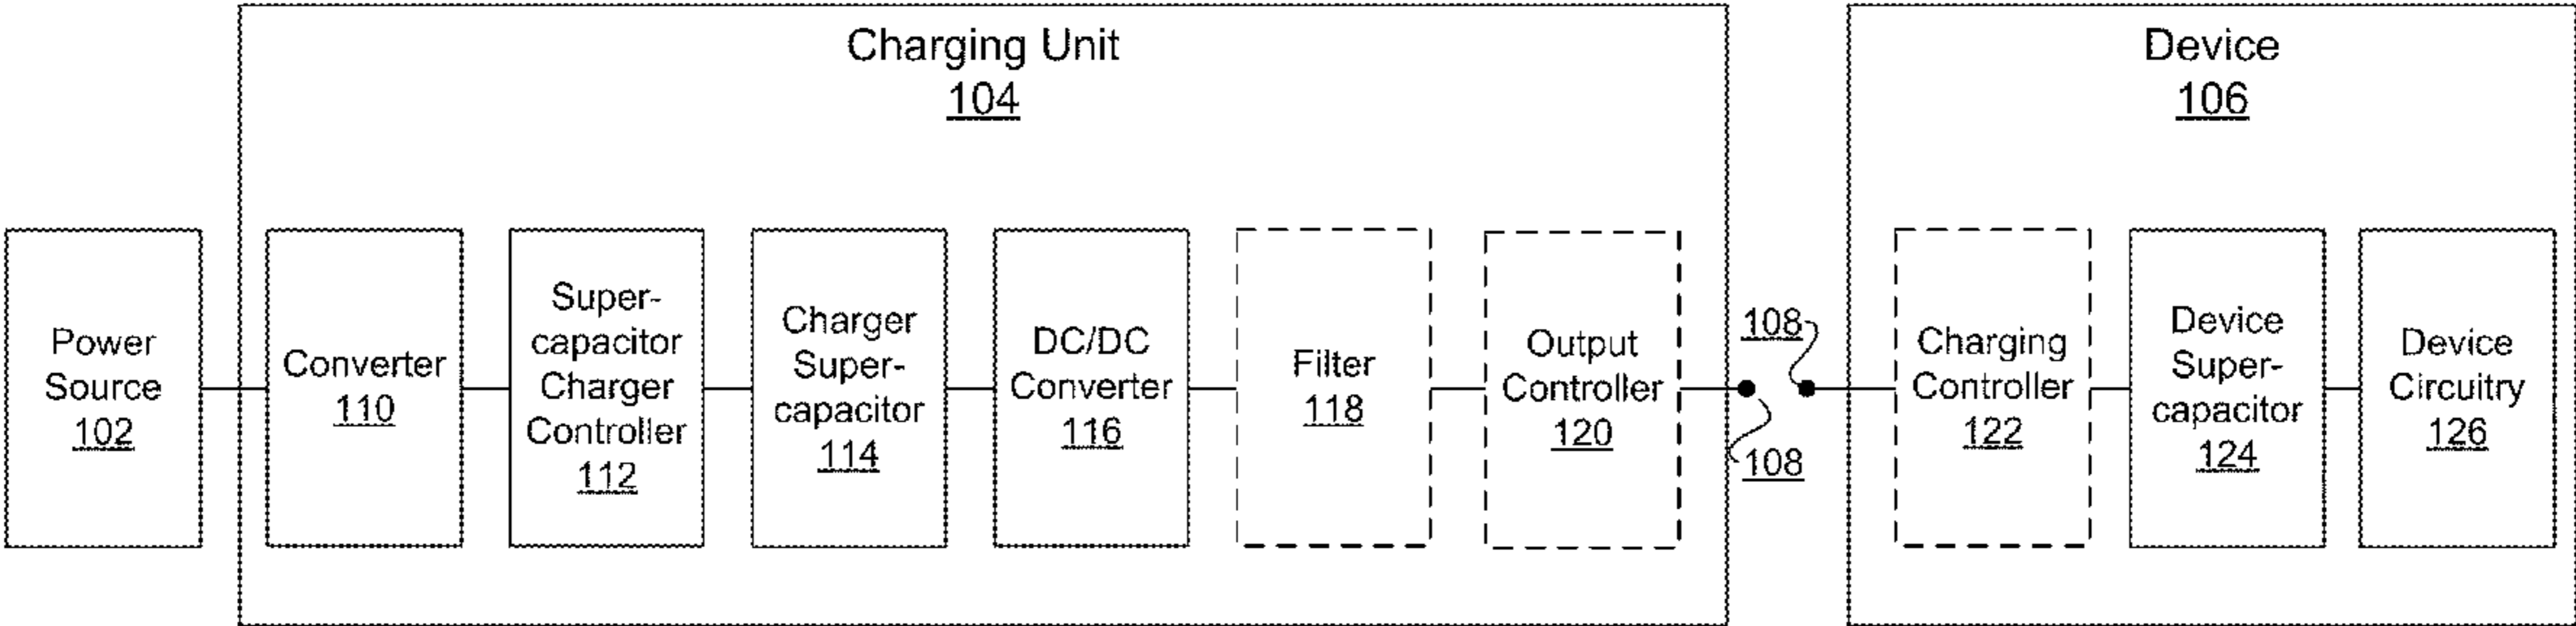 Charging Unit
104
Device
106
Power
Source
102
Converter
110
Super-
capacitor
Charger
Controller
112
Charger
Super-
capacitor
114
DC/DC
Converter
116
Filter
118
Output
Controller
120
108
108
Charging
Controller
122
Device
Super-
capacitor
124
Device
Circuitry
126